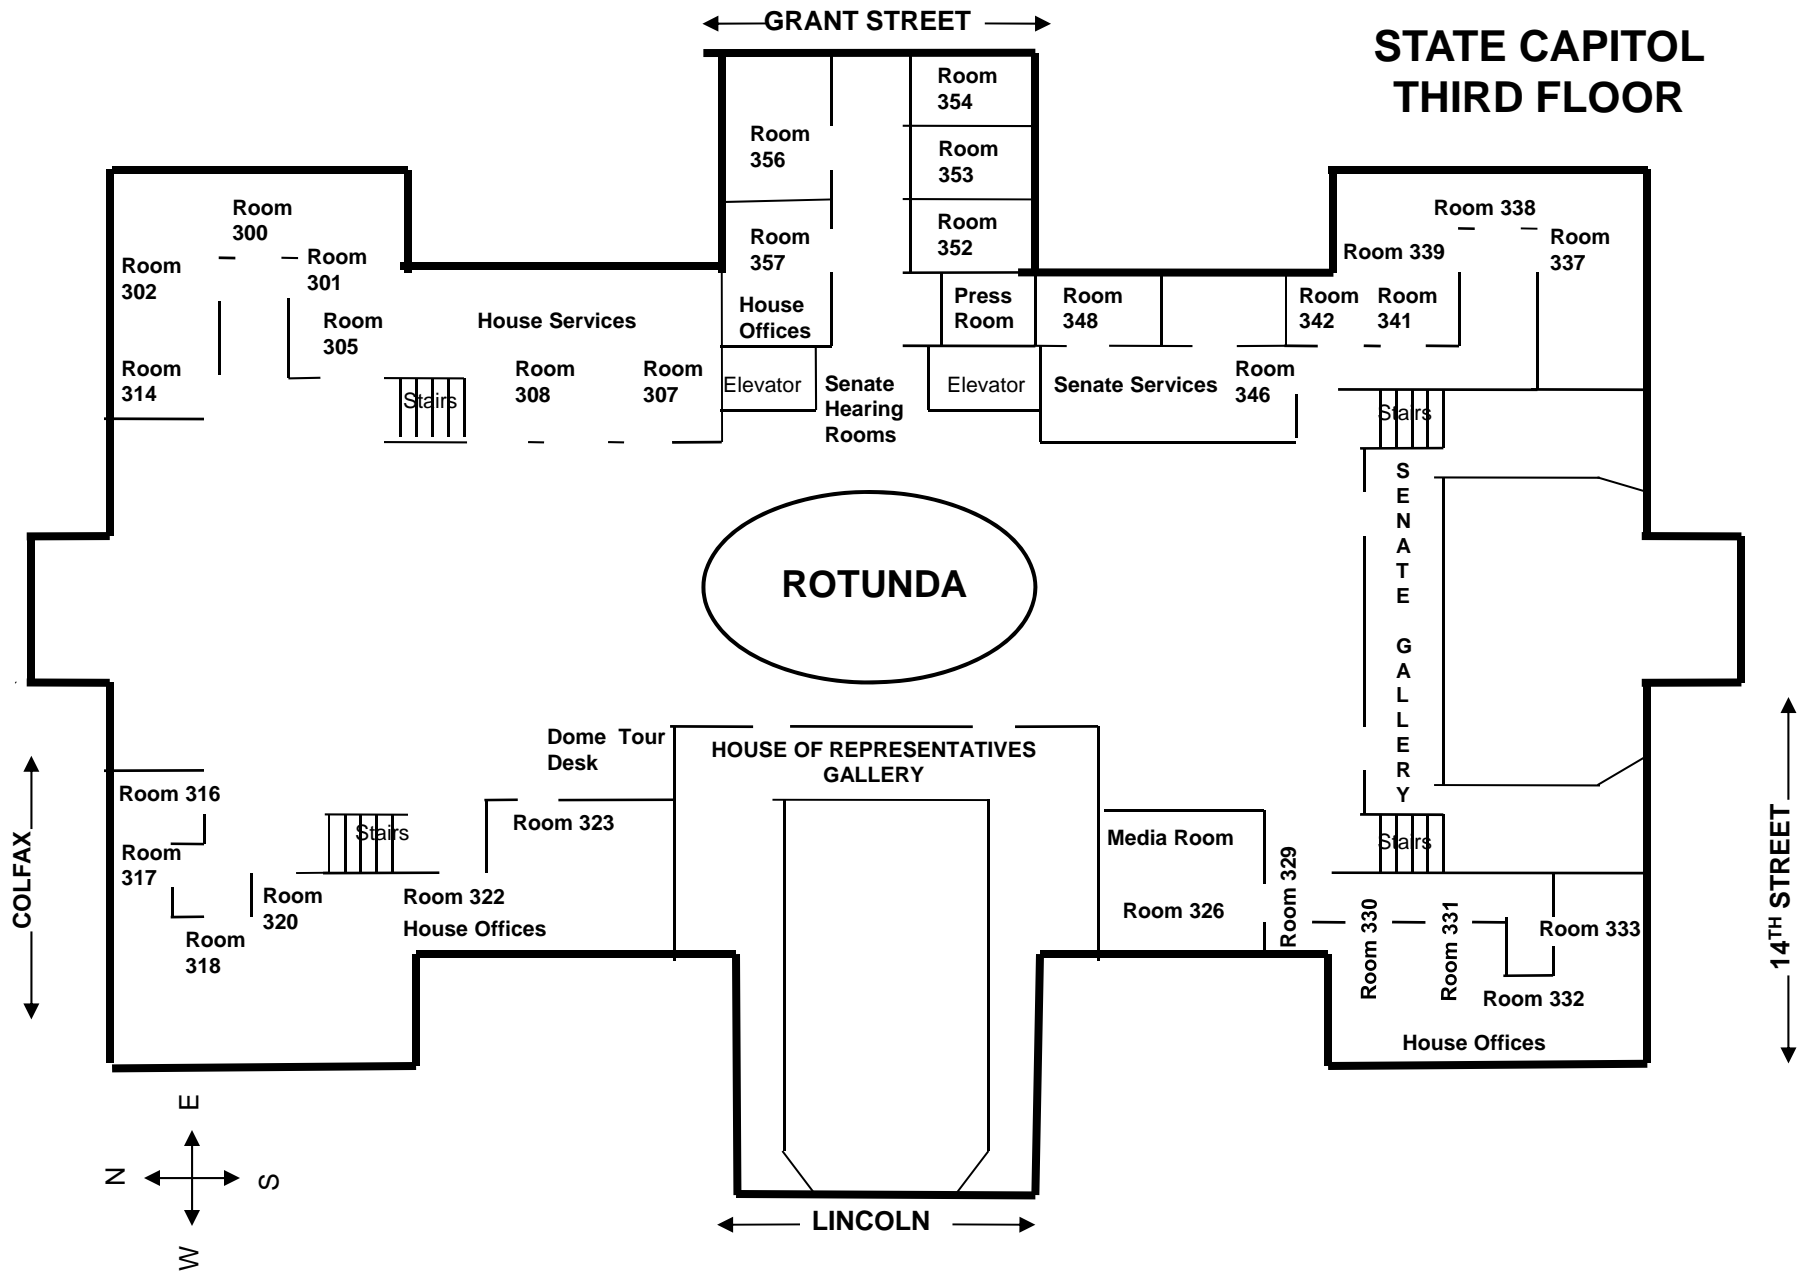 GRANT STREET
STATE CAPITOL
THIRD FLOOR
Room
354
Room
356
Room
353
Room
300
Room
301
Room
302
Room
305
Room
314
House Services
Room
308
Room
307
Stairs
Room
357
House
Offices
Room
352
Press
Room
Room
348
Elevator
Senate
Hearing
Rooms
Elevator
Senate Services
Room
346
Room 338
Room 339
Room
337
Room
342
Room
341
Stairs
SENATE GALLERY
ROTUNDA
Dome Tour
Desk
HOUSE OF REPRESENTATIVES
GALLERY
COLFAX
Room 316
Room
317
Room
318
Room
320
Stairs
Room 323
Room 322
House Offices
Media Room
Room 326
Room 329
Stairs
Room 330
Room 331
Room 333
Room 332
House Offices
14TH STREET
E
N
S
W
LINCOLN